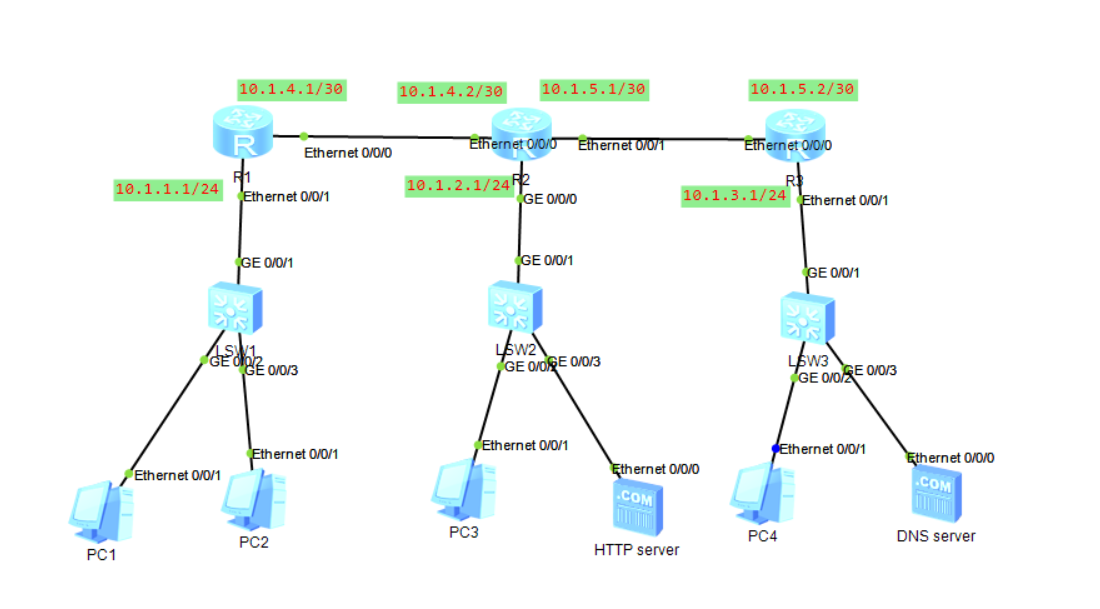 10.1.4.1/30
10.1.4.2/30
10.1.5.1/30
10.1.5.2/30
R
Ethernet 0/0/0
Ethernet 0/0/0
R
Ethernet 0/0/1
Ethernet 0/0/0
R
R1
R2
R3
10.1.1.1/24
Ethernet 0/0/1
10.1.2.1/24
GE 0/0/0
10.1.3.1/24
Ethernet 0/0/1
GE 0/0/1
GE 0/0/1
GE 0/0/1
LSW1
GE 0/0/2
GE 0/0/3
LSW2
GE 0/0/2
GE 0/0/3
LSW3
GE 0/0/2
GE 0/0/3
Ethernet 0/0/1
Ethernet 0/0/1
Ethernet 0/0/1
Ethernet 0/0/0
Ethernet 0/0/1
Ethernet 0/0/0
.COM
.COM
PC1
PC2
PC3
HTTP server
PC4
DNS server